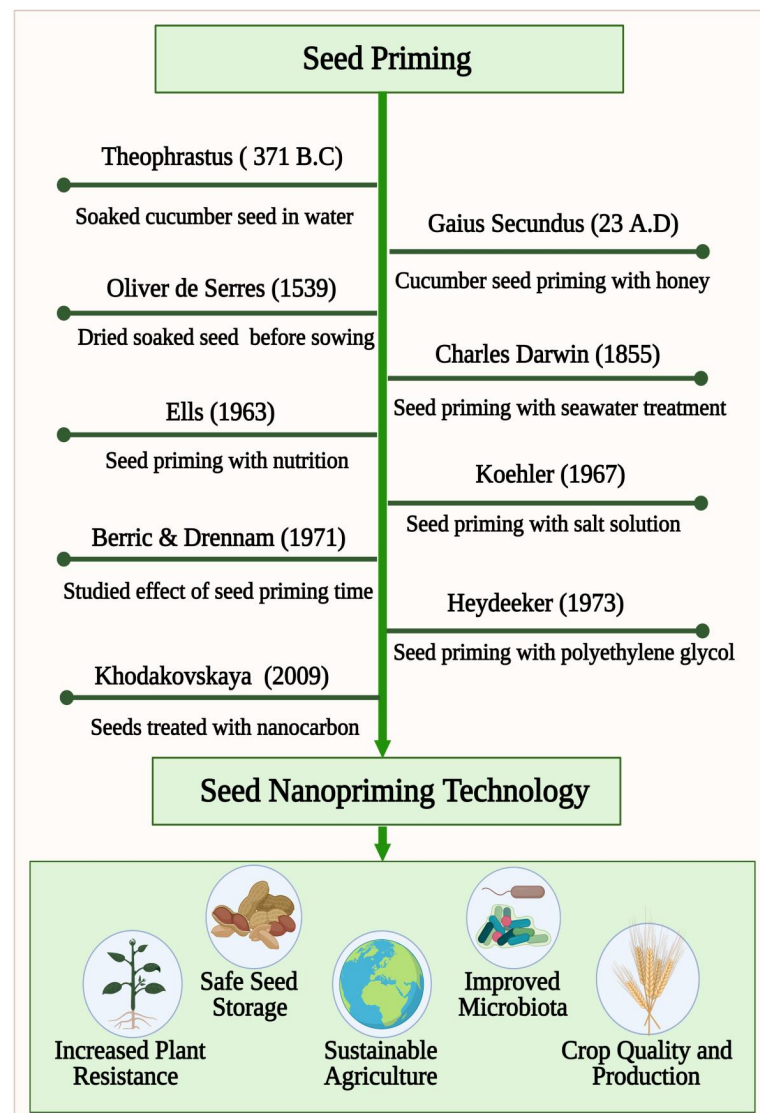 Seed Priming
Theophrastus ( 371 B.C)
Soaked cucumber seed in water
Gaius Secundus (23 A.D)
Cucumber seed priming with honey
Oliver de Serres (1539)
Dried soaked seed before sowing
Charles Darwin (1855)
Seed priming with seawater treatment
Ells (1963)
Seed priming with nutrition
Koehler (1967)
Seed priming with salt solution
Berric & Drennam (1971)
Studied effect of seed priming time
Heydeeker (1973)
Seed priming with polyethylene glycol
Khodakovskaya (2009)
Seeds treated with nanocarbon
Seed Nanopriming Technology
Increased Plant
Resistance
Safe Seed
Storage
Sustainable
Agriculture
Improved
Microbiota
Crop Quality and
Production